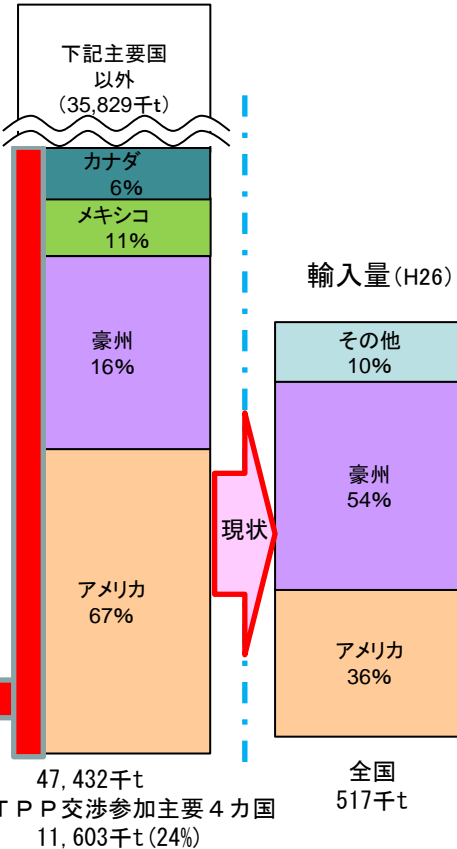 下記主要国
以外
(35,829千t)
カナダ
6%
メキシコ
11%
豪州
16%
アメリカ
67%
47,432千t
ＴＰＰ交渉参加主要４カ国
11,603千t(24%)
現状
輸入量(H26)
その他
10%
豪州
54%
アメリカ
36%
全国
517千t